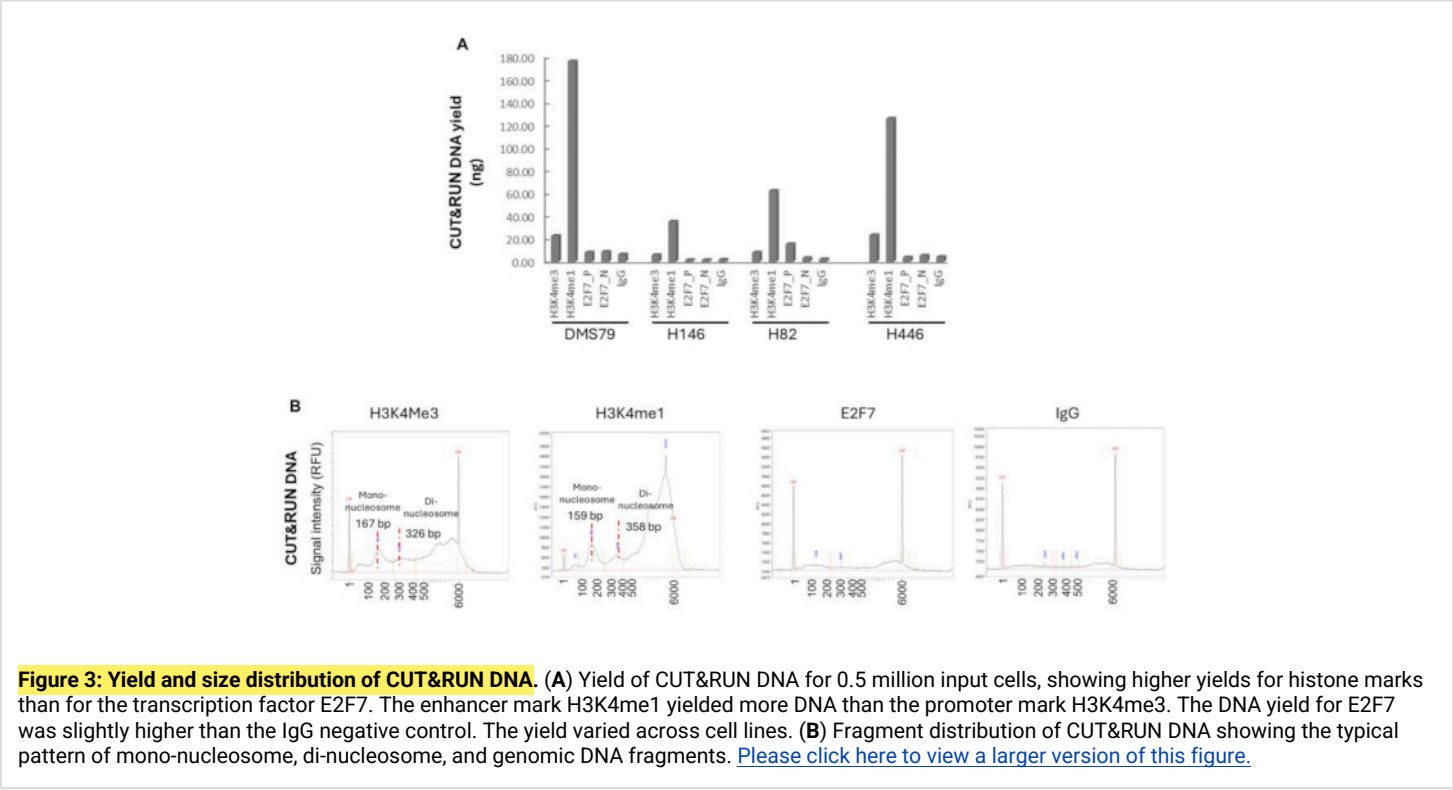 A
CUT&RUN DNA yield
(ng)
180.00
160.00
140.00
120.00
100.00
80.00
60.00
40.00
20.00
0.00
H3K4me3
H3K4me1
E2F7_P
E2F7_N
IgG
H3K4me3
H3K4me1
E2F7_P
E2F7_N
IgG
H3K4me3
H3K4me1
E2F7_P
E2F7_N
IgG
H3K4me3
H3K4me1
E2F7_P
E2F7_N
IgG
DMS79 H146 H82 H446
B
H3K4Me3 H3K4me1 E2F7 IgG
CUT&RUN DNA
Signal intensity (RFU)
Mono-
nucleosome
167 bp
Di-
nucleosome
326 bp
1 100 200 300 400 500 6000
Mono-
nucleosome
159 bp
Di-
nucleosome
358 bp
1 100 200 300 400 500 6000
1 100 200 300 400 500 6000
1 100 200 300 400 500 6000
Figure 3: Yield and size distribution of CUT&RUN DNA. (A) Yield of CUT&RUN DNA for 0.5 million input cells, showing higher yields for histone marks
than for the transcription factor E2F7. The enhancer mark H3K4me1 yielded more DNA than the promoter mark H3K4me3. The DNA yield for E2F7
was slightly higher than the IgG negative control. The yield varied across cell lines. (B) Fragment distribution of CUT&RUN DNA showing the typical
pattern of mono-nucleosome, di-nucleosome, and genomic DNA fragments. Please click here to view a larger version of this figure.